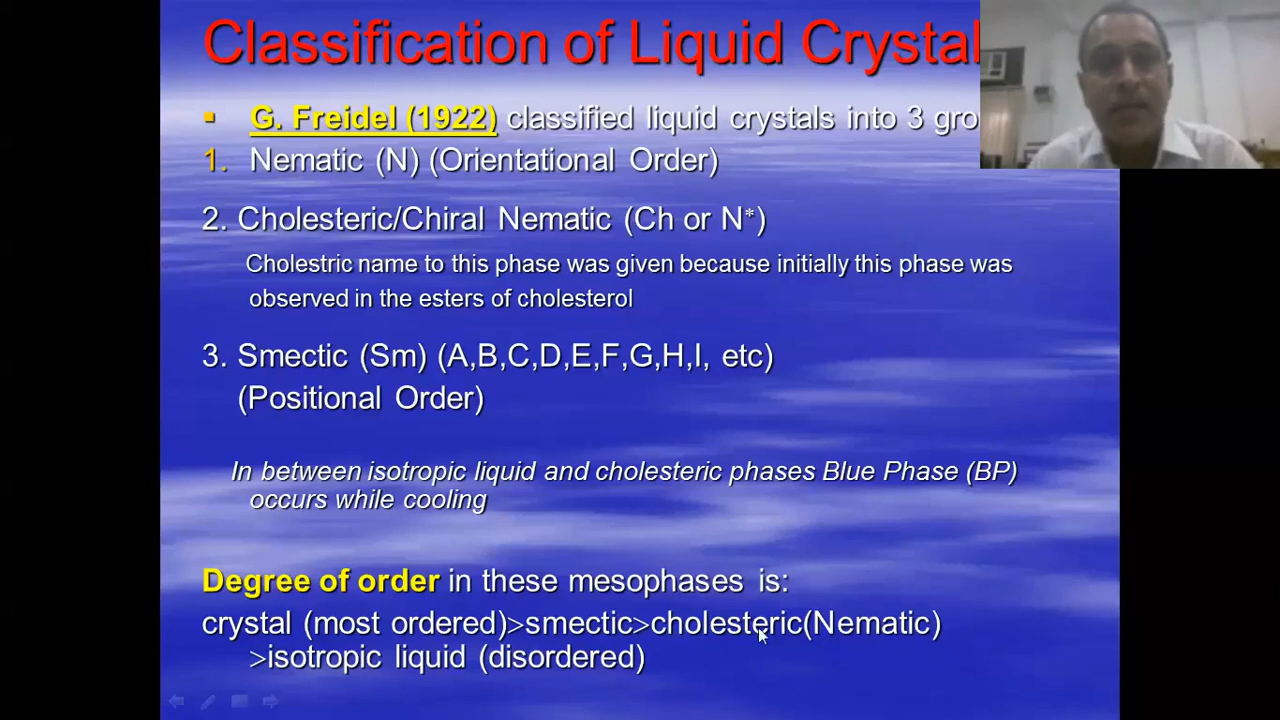 Classification of Liquid Crystal
▪ G. Freidel (1922) classified liquid crystals into 3 gro
1. Nematic (N) (Orientational Order)
2. Cholesteric/Chiral Nematic (Ch or N*)
Cholestric name to this phase was given because initially this phase was
observed in the esters of cholesterol
3. Smectic (Sm) (A,B,C,D,E,F,G,H,I, etc)
(Positional Order)
In between isotropic liquid and cholesteric phases Blue Phase (BP)
occurs while cooling
Degree of order in these mesophases is:
crystal (most ordered)>smectic>cholesteric(Nematic)
>isotropic liquid (disordered)